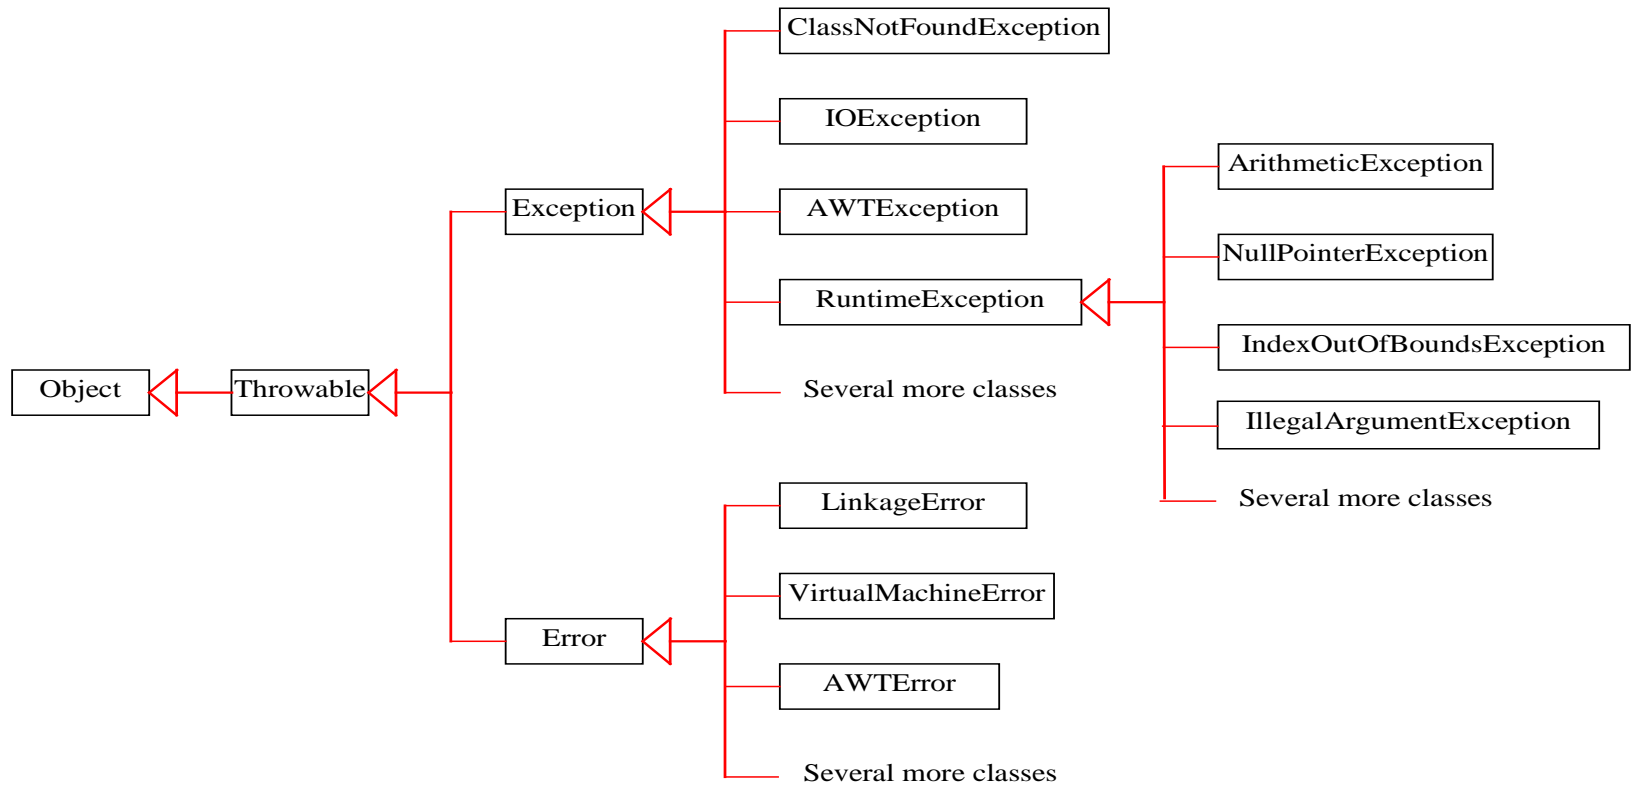 ClassNotFoundException
IOException
ArithmeticException
Exception
AWTException
NullPointerException
RuntimeException
IndexOutOfBoundsException
Object
Throwable
Several more classes
IllegalArgumentException
LinkageError
Several more classes
VirtualMachineError
Error
AWTError
Several more classes